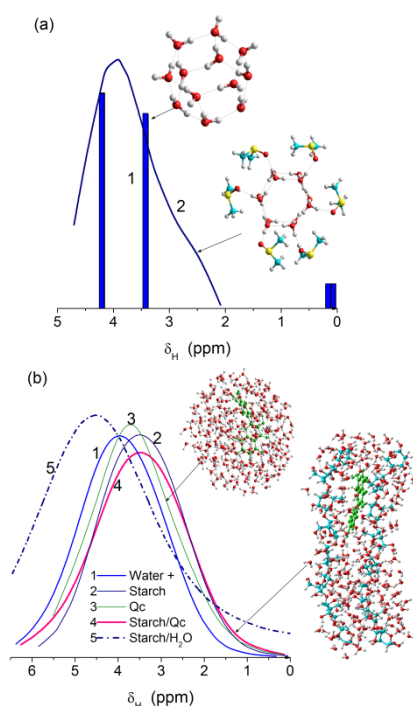 (a)
1
2
5 4 3 2 1 0
δH (ppm)
(b)
3
1 2
5
4
1 Water +
2 Starch
3 Qc
4 Starch/Qc
5 Starch/H2O
6 5 4 3 2 1 0
δH (ppm)